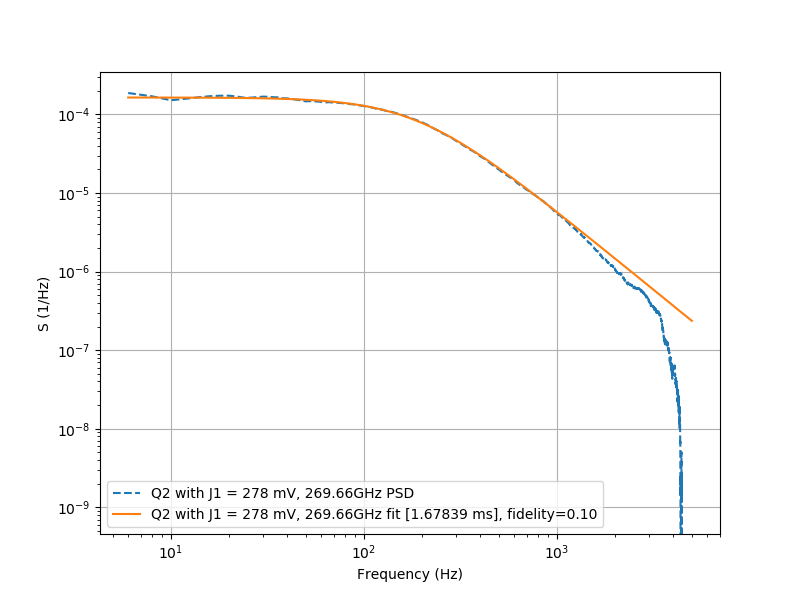 S (1/Hz)
10⁻⁴
10⁻⁵
10⁻⁶
10⁻⁷
10⁻⁸
10⁻⁹
Q2 with J1 = 278 mV, 269.66GHz PSD
Q2 with J1 = 278 mV, 269.66GHz fit [1.67839 ms], fidelity=0.10
10¹ 10² 10³
Frequency (Hz)